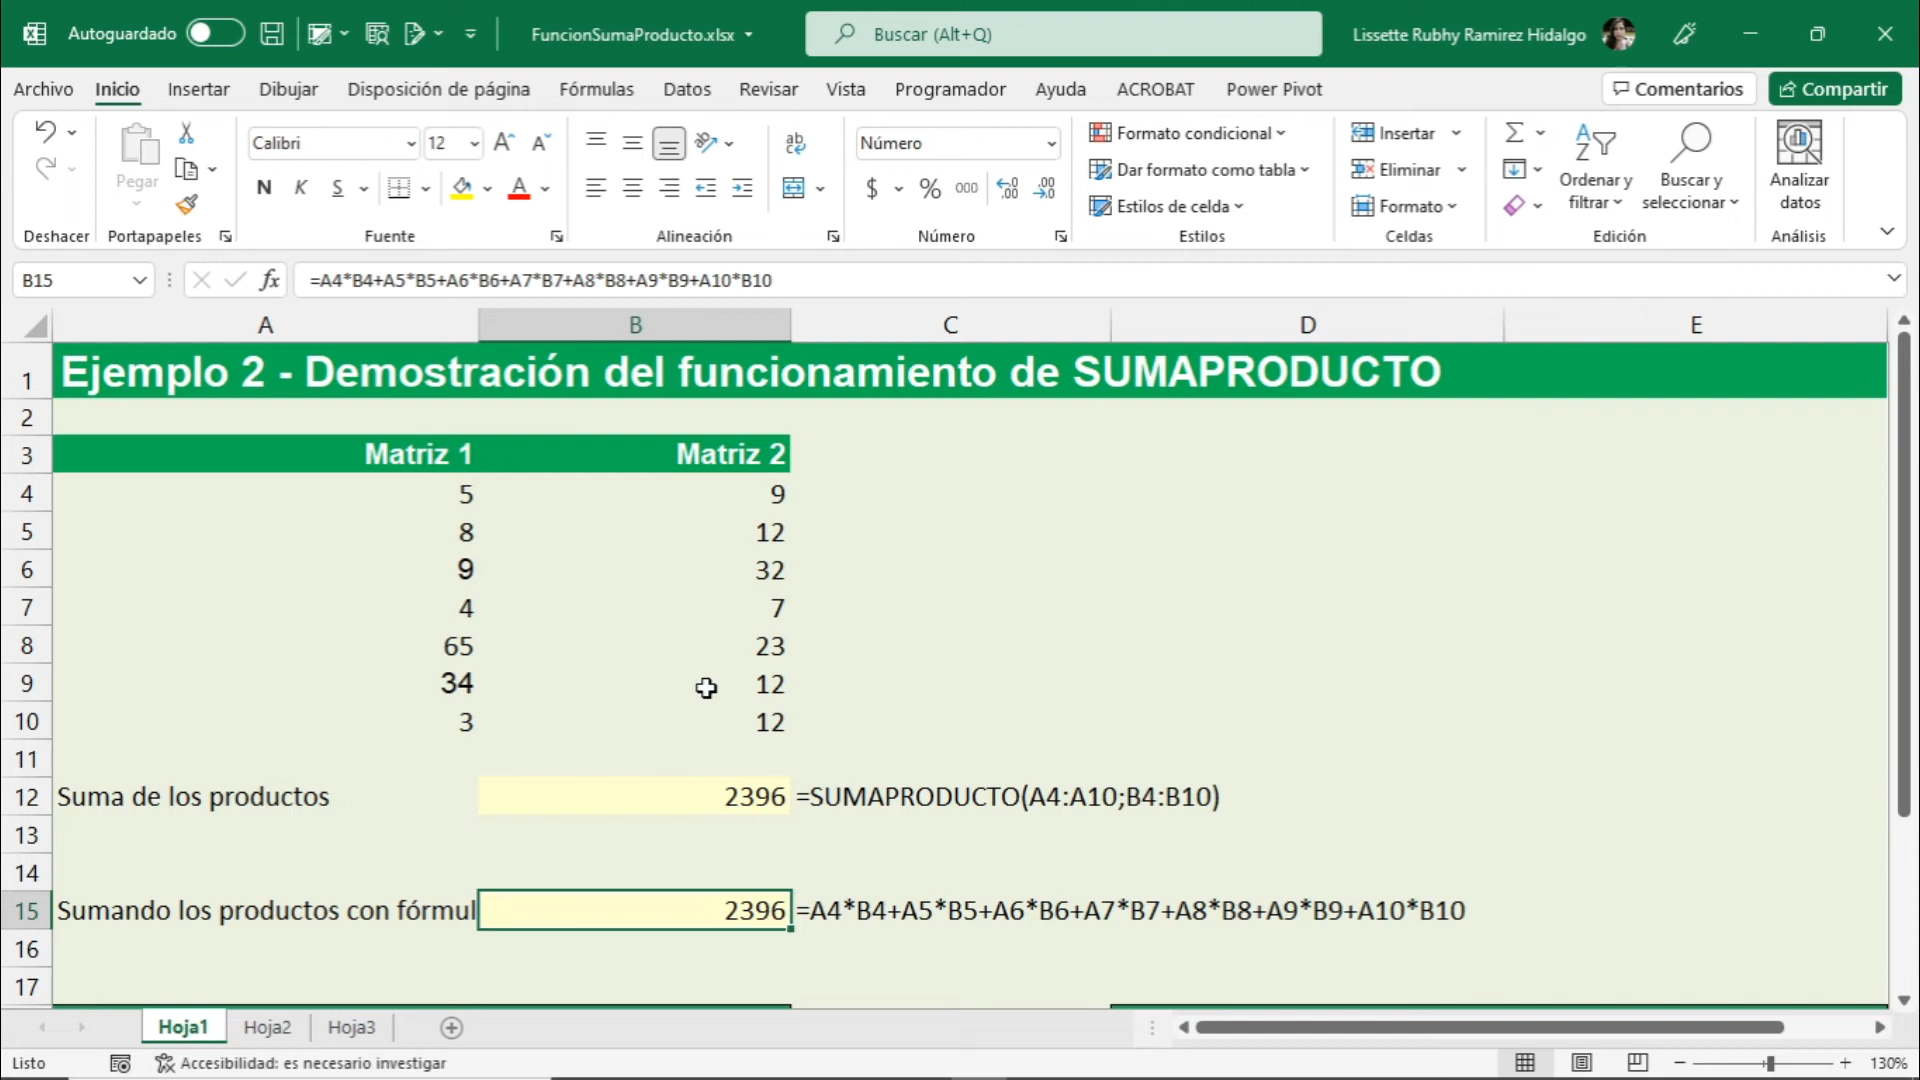 Autoguardado FuncionSumaProducto.xlsx Buscar (Alt+Q) Lissette Rubhy Ramirez Hidalgo
Archivo Inicio Insertar Dibujar Disposición de página Fórmulas Datos Revisar Vista Programador Ayuda ACROBAT Power Pivot Comentarios Compartir
Pegar
Calibri 12
N K S
ab
Número
$ % 000
Formato condicional
Dar formato como tabla
Estilos de celda
Insertar
Eliminar
Formato
Ordenar y
filtrar
Buscar y
seleccionar
Analizar
datos
Deshacer Portapapeles Fuente Alineación Número Estilos Celdas Edición Análisis
B15 fx =A4*B4+A5*B5+A6*B6+A7*B7+A8*B8+A9*B9+A10*B10
A B C D E
1 Ejemplo 2 - Demostración del funcionamiento de SUMAPRODUCTO
2
3 Matriz 1 Matriz 2
4 5 9
5 8 12
6 9 32
7 4 7
8 65 23
9 34 12
10 3 12
11
12 Suma de los productos 2396 =SUMAPRODUCTO(A4:A10;B4:B10)
13
14
15 Sumando los productos con fórmul 2396 =A4*B4+A5*B5+A6*B6+A7*B7+A8*B8+A9*B9+A10*B10
16
17
Hoja1 Hoja2 Hoja3
Listo Accesibilidad: es necesario investigar 130%